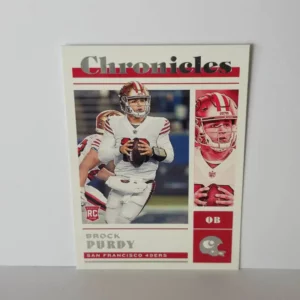 Chronicles
RC
QB
BROCK
PURDY
SAN FRANCISCO 49ERS